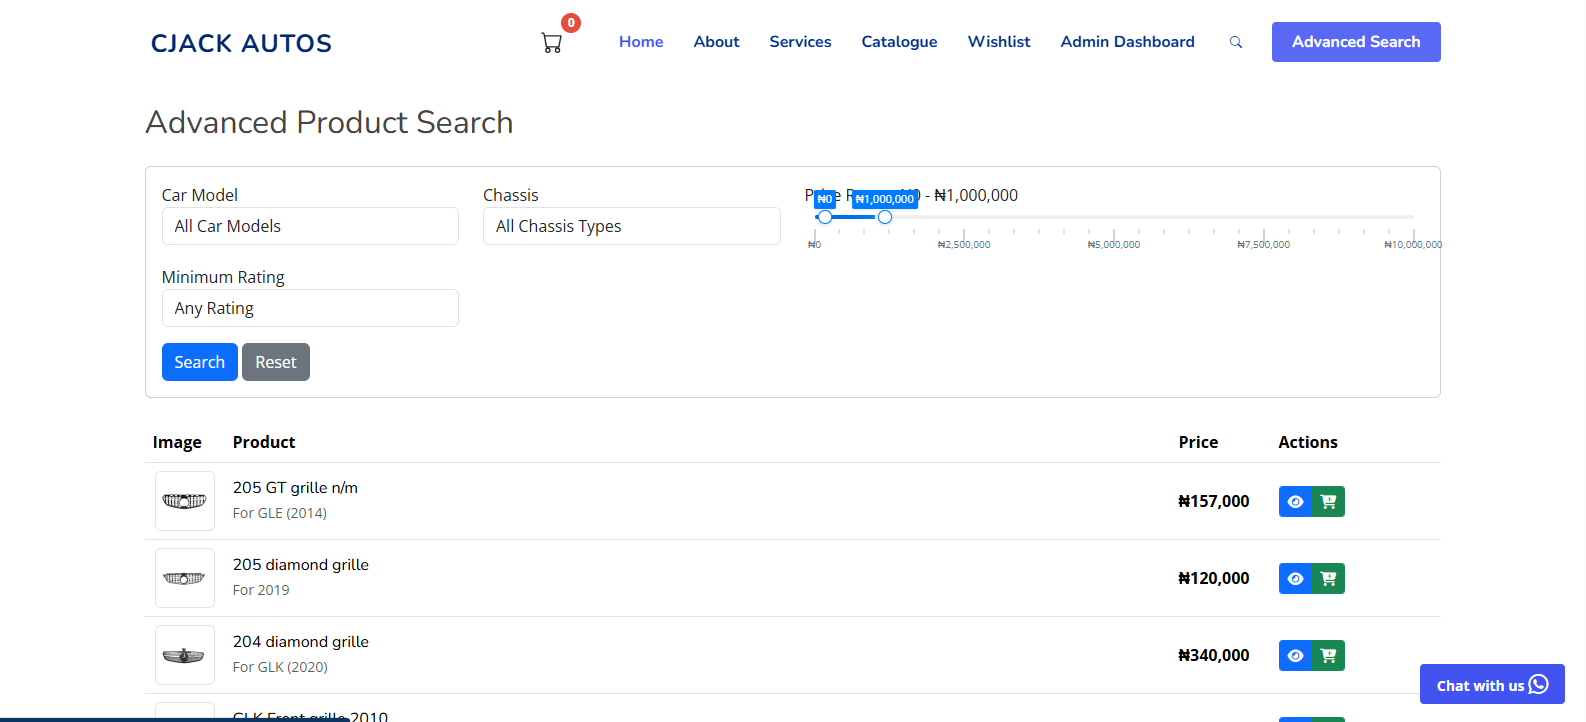 CJACK AUTOS
0
Home
About
Services
Catalogue
Wishlist
Admin Dashboard
Advanced Search
Advanced Product Search
Car Model
All Car Models
Chassis
All Chassis Types
- ₦1,000,000
₦0
₦1,000,000
₦0
₦2,500,000
₦5,000,000
₦7,500,000
₦10,000,000
Minimum Rating
Any Rating
Search
Reset
Image
Product
Price
Actions
205 GT grille n/m
For GLE (2014)
₦157,000
205 diamond grille
For 2019
₦120,000
204 diamond grille
For GLK (2020)
₦340,000
GLK Front grille 2010
Chat with us